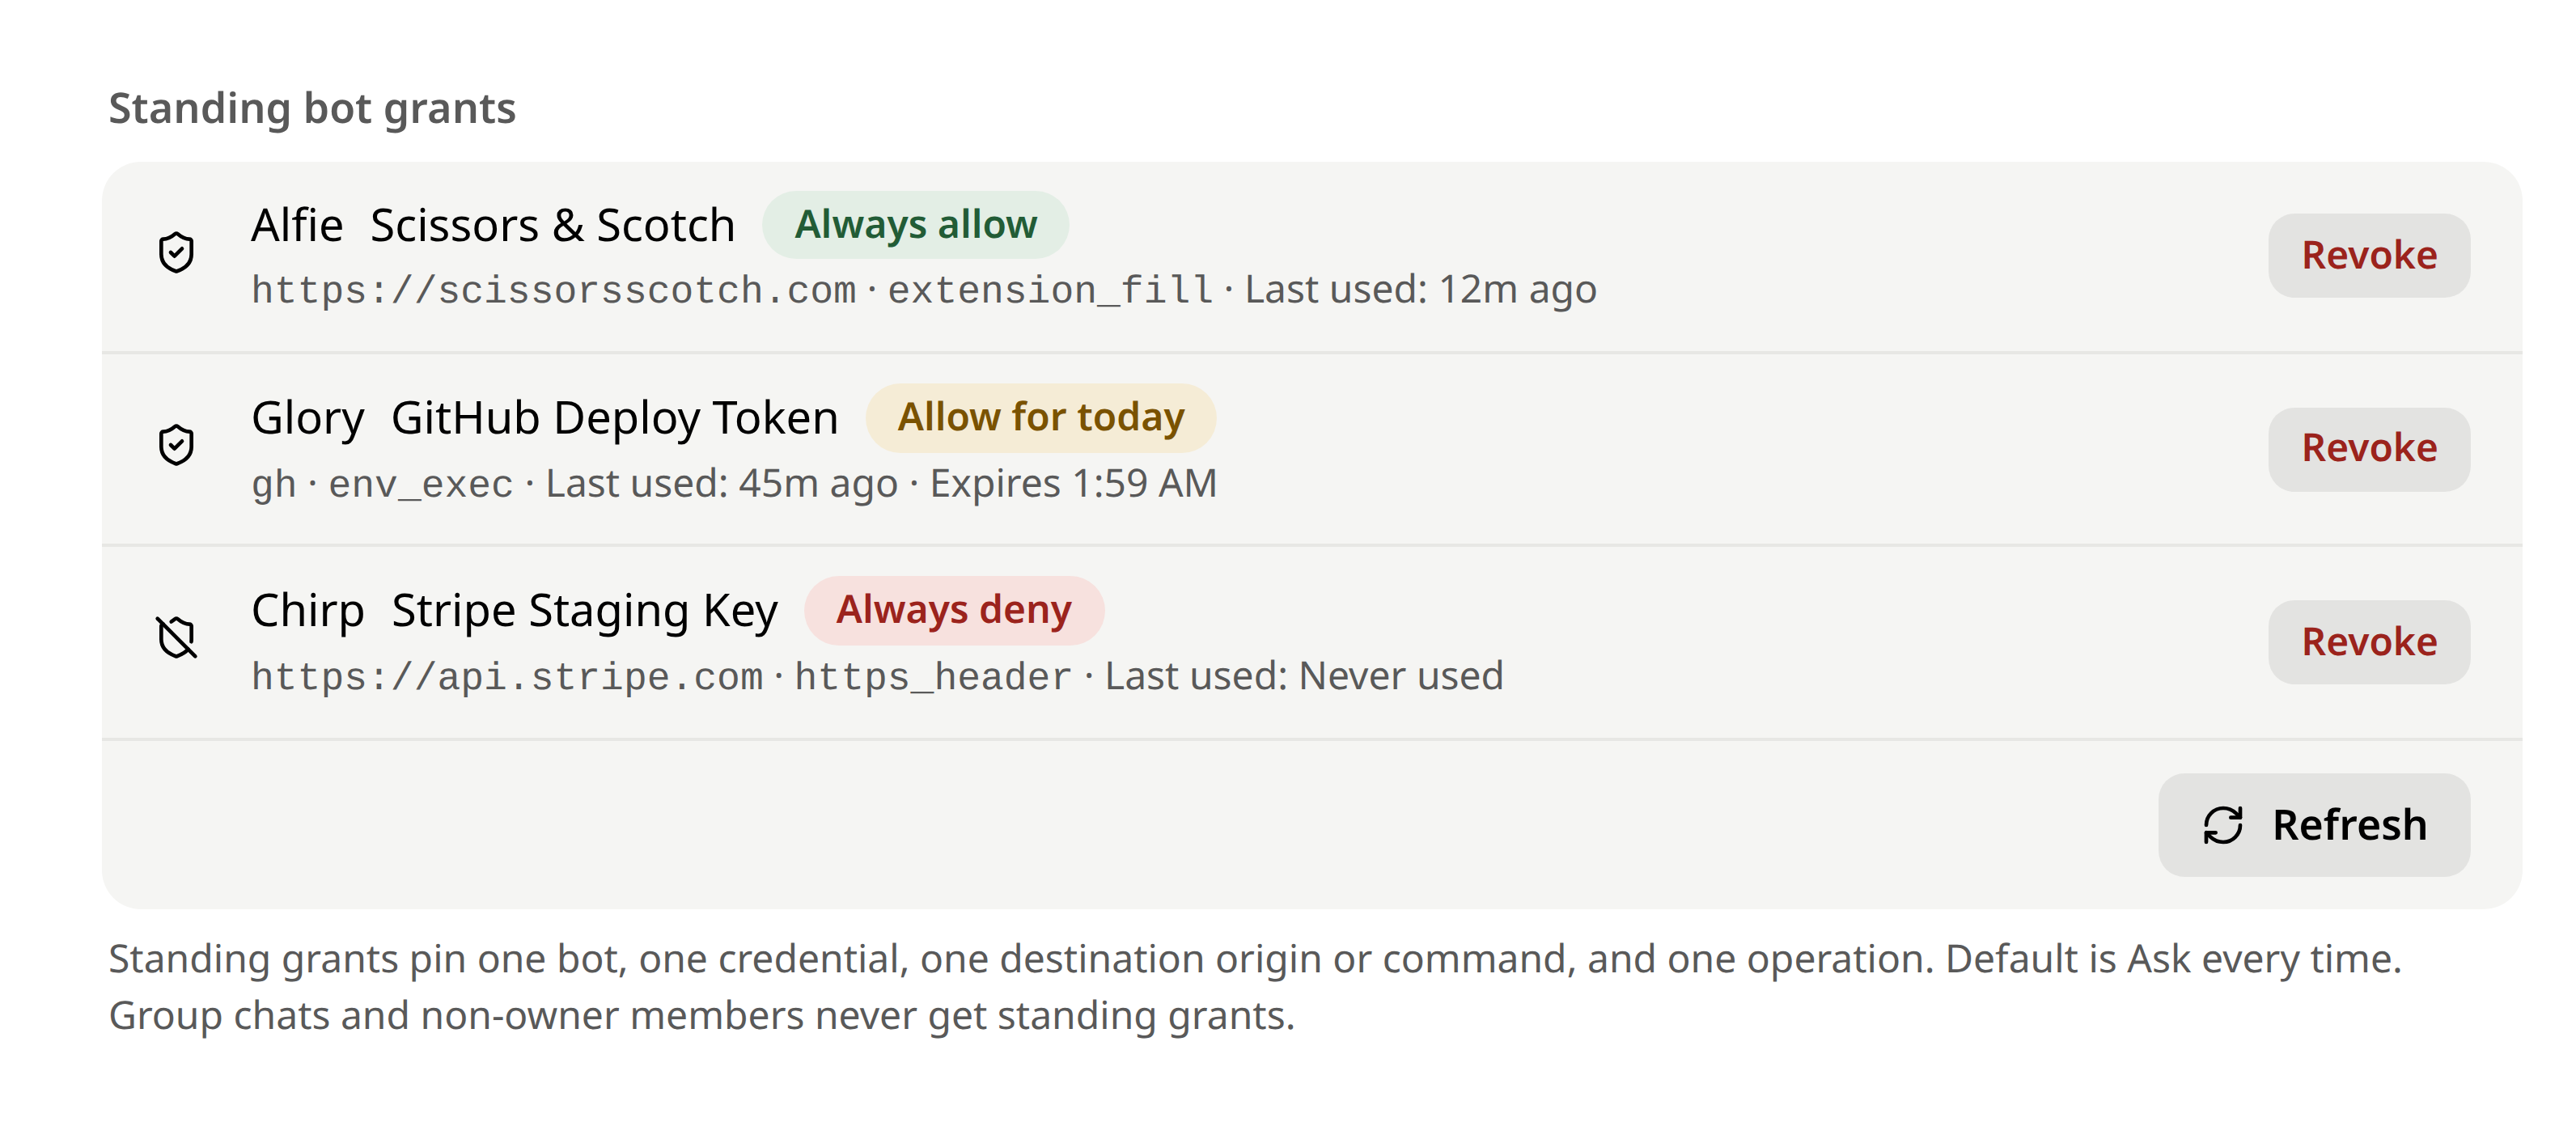 Standing bot grants
Alfie Scissors & Scotch Always allow
https://scissorsscotch.com · extension_fill · Last used: 12m ago
Revoke
Glory GitHub Deploy Token Allow for today
gh · env_exec · Last used: 45m ago · Expires 1:59 AM
Revoke
Chirp Stripe Staging Key Always deny
https://api.stripe.com · https_header · Last used: Never used
Revoke
Refresh
Standing grants pin one bot, one credential, one destination origin or command, and one operation. Default is Ask every time.
Group chats and non-owner members never get standing grants.